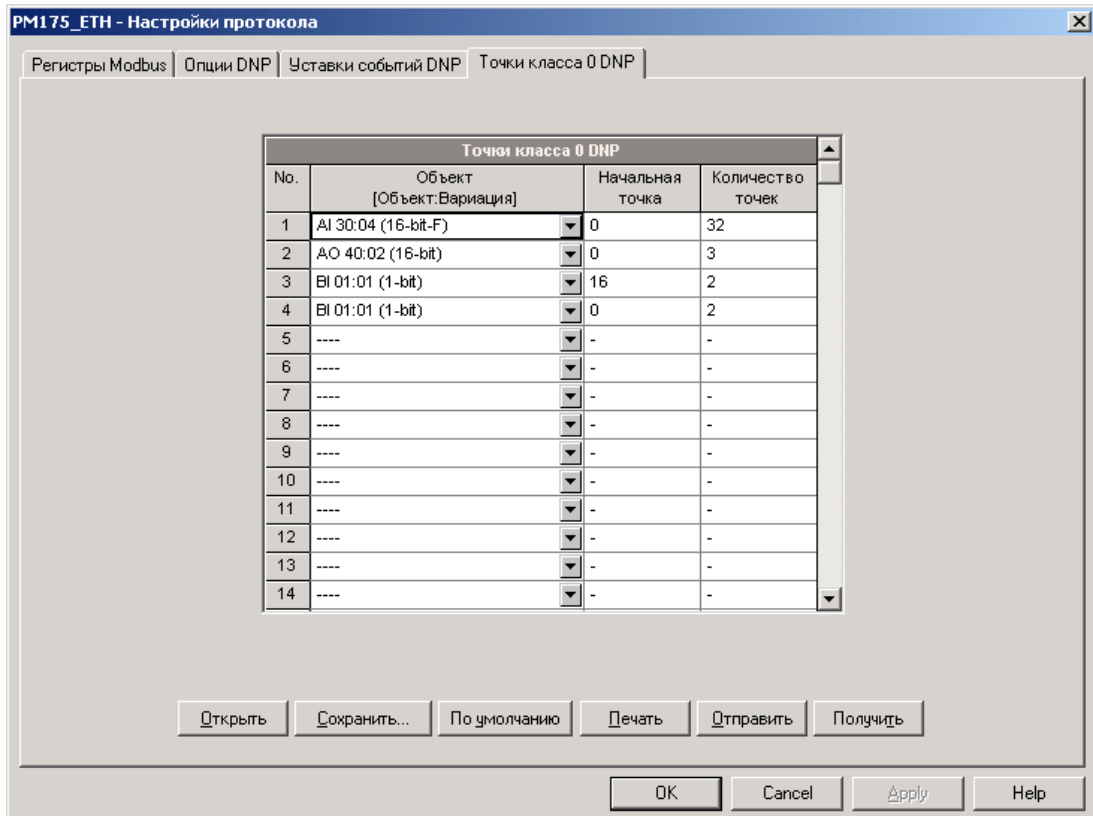 PM175_ETH - Настройки протокола
Регистры Modbus Опции DNP Уставки событий DNP Точки класса 0 DNP
Точки класса 0 DNP
No. Объект [Объект:Вариация] Начальная точка Количество точек
1 AI 30:04 (16-bit-F) 0 32
2 AO 40:02 (16-bit) 0 3
3 BI 01:01 (1-bit) 16 2
4 BI 01:01 (1-bit) 0 2
5 ---- - -
6 ---- - -
7 ---- - -
8 ---- - -
9 ---- - -
10 ---- - -
11 ---- - -
12 ---- - -
13 ---- - -
14 ---- - -
Открыть Сохранить... По умолчанию Печать Отправить Получить
OK Cancel Apply Help